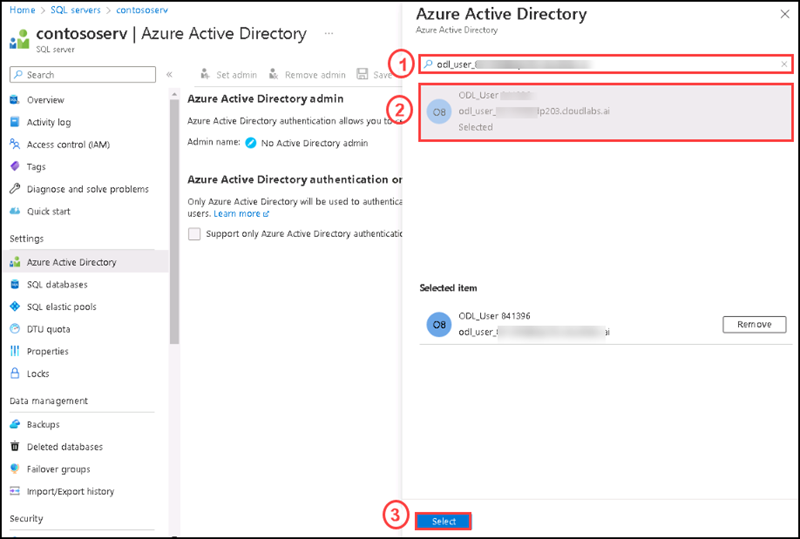 Home > SQL servers > contososerv
contososerv | Azure Active Directory ...
SQL server
Search
«
Overview
Activity log
Access control (IAM)
Tags
Diagnose and solve problems
Quick start
Settings
Azure Active Directory
SQL databases
SQL elastic pools
DTU quota
Properties
Locks
Data management
Backups
Deleted databases
Failover groups
Import/Export history
Security
Set admin
Remove admin
Save
Azure Active Directory admin
Azure Active Directory authentication allows you to
Admin name: No Active Directory admin
Azure Active Directory authentication on
Only Azure Active Directory will be used to authentica
users. Learn more
Support only Azure Active Directory authenticatio
Azure Active Directory
Azure Active Directory
1
odl_user_
2
OB
ODL_User
odl_user_ lp203.cloudlabs.ai
Selected
Selected item
OB
ODL_User 841396
odl_user_ ai
Remove
3
Select